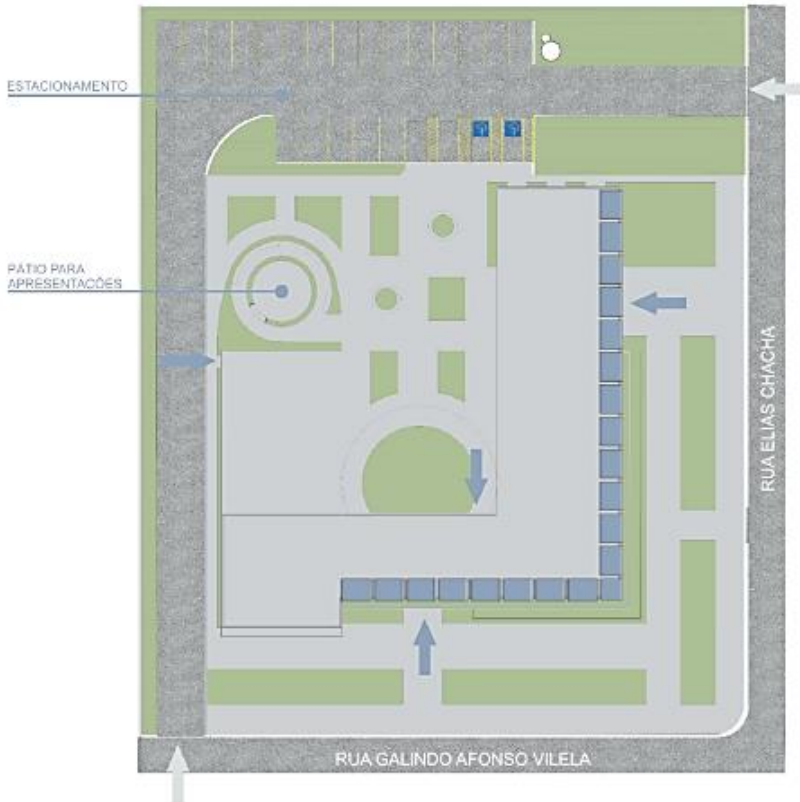 ESTACIONAMENTO
PÁTIO PARA
APRESENTAÇÕES
RUA ELIAS CHACHA
RUA GALINDO AFONSO VILELA